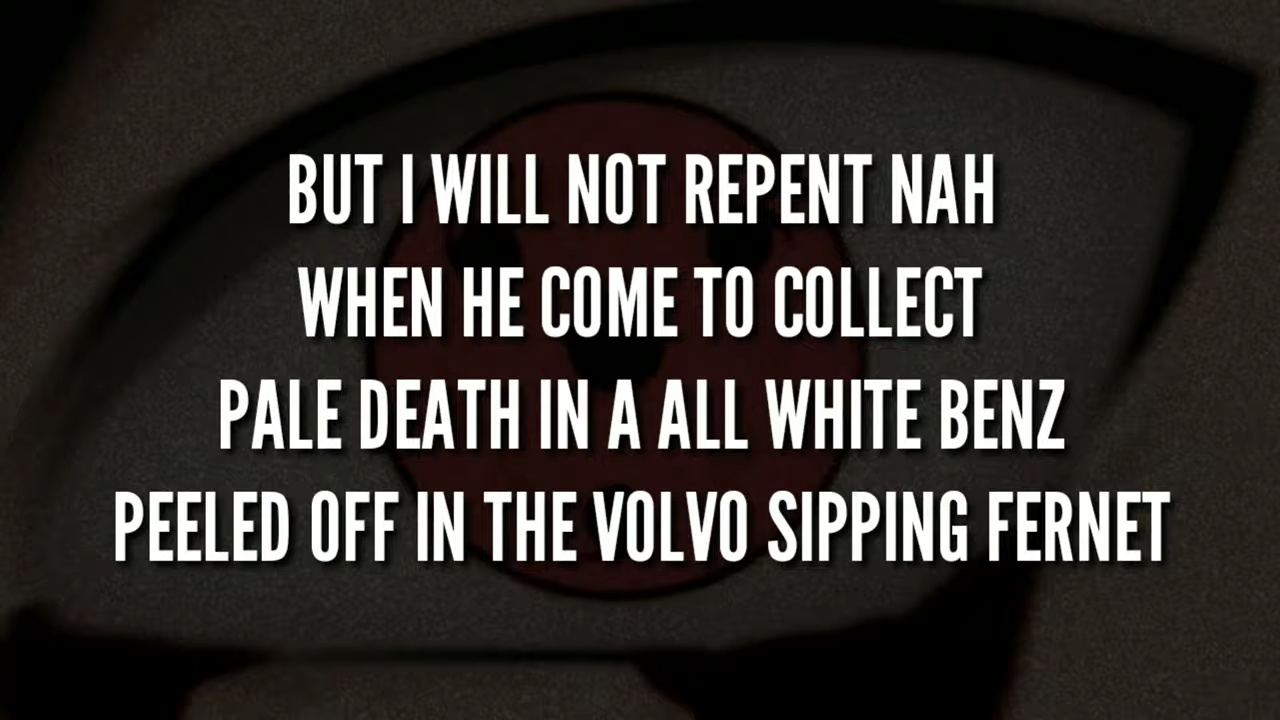 BUT I WILL NOT REPENT NAH
WHEN HE COME TO COLLECT
PALE DEATH IN A ALL WHITE BENZ
PEELED OFF IN THE VOLVO SIPPING FERNET